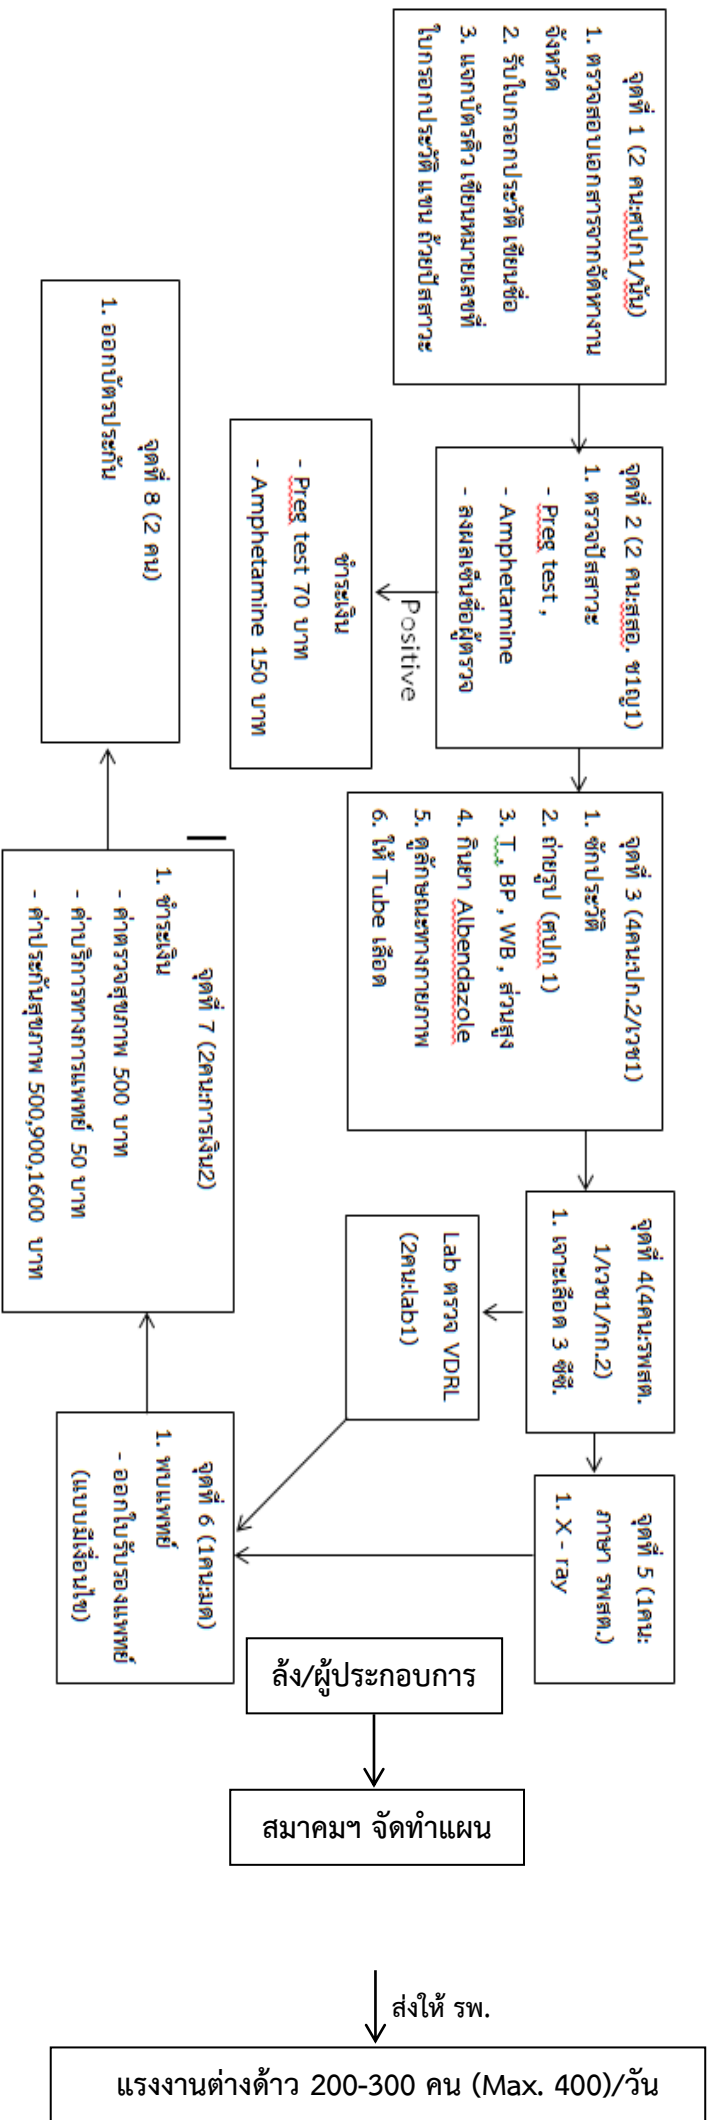 จุดที่ 1 (2 คน:ศปก1/นัน)
1. ตรวจสอบเอกสารจากจัดหางาน
จังหวัด
2. รับใบกรอกประวัติ เขียนชื่อ
3. แจกบัตรคิว เขียนหมายเลขที่
ใบกรอกประวัติ แขน ถ้วยปัสสาวะ
จุดที่ 2 (2 คน:สสอ. ช1ญ1)
1. ตรวจปัสสาวะ
- Preg test ,
- Amphetamine
- ลงผลเซ็นชื่อผู้ตรวจ
Positive
ชำระเงิน
- Preg test 70 บาท
- Amphetamine 150 บาท
จุดที่ 3 (4คน:ปก.2/เวช1)
1. ซักประวัติ
2. ถ่ายรูป (ศปก 1)
3. T , BP , WB , ส่วนสูง
4. กินยา Albendazole
5. ดูลักษณะทางกายภาพ
6. ให้ Tube เลือด
จุดที่ 4(4คน:รพสต.
1/เวช1/กก.2)
1. เจาะเลือด 3 ซีซี.
Lab ตรวจ VDRL
(2คน:lab1)
จุดที่ 5 (1คน:
ภาษา รพสต.)
1. X - ray
จุดที่ 6 (1คน:มด)
1. พบแพทย์
- ออกใบรับรองแพทย์
(แบบมีเงื่อนไข)
จุดที่ 7 (2คน:การเงิน2)
1. ชำระเงิน
- ค่าตรวจสุขภาพ 500 บาท
- ค่าบริการทางการแพทย์ 50 บาท
- ค่าประกันสุขภาพ 500,900,1600 บาท
จุดที่ 8 (2 คน)
1. ออกบัตรประกัน
ล้ง/ผู้ประกอบการ
สมาคมฯ จัดทำแผน
ส่งให้ รพ.
แรงงานต่างด้าว 200-300 คน (Max. 400)/วัน